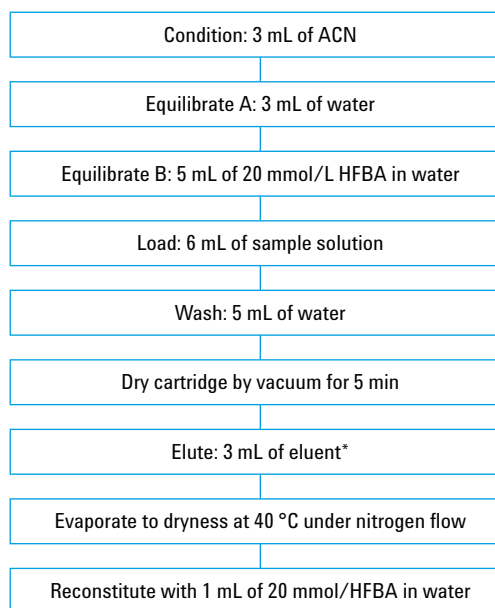 Condition: 3 mL of ACN
Equilibrate A: 3 mL of water
Equilibrate B: 5 mL of 20 mmol/L HFBA in water
Load: 6 mL of sample solution
Wash: 5 mL of water
Dry cartridge by vacuum for 5 min
Elute: 3 mL of eluent*
Evaporate to dryness at 40 °C under nitrogen flow
Reconstitute with 1 mL of 20 mmol/HFBA in water